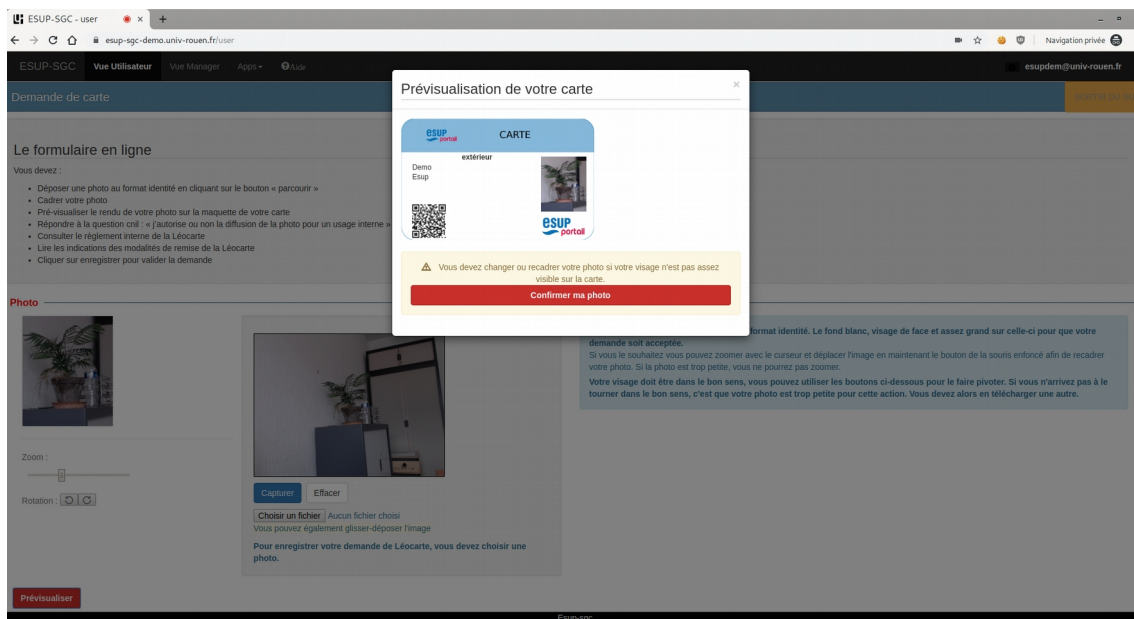 ESUP-SGC - user
esup-sgc-demo.univ-rouen.fr/user
Navigation privée
ESUP-SGC Vue Utilisateur Vue Manager Apps Aide
esupdem@univ-rouen.fr
Demande de carte
Prévisualisation de votre carte
×
esup portail
CARTE
extérieur
Demo
Esup
esup portail
Vous devez changer ou recadrer votre photo si votre visage n'est pas assez
visible sur la carte.
Confirmer ma photo
Le formulaire en ligne
Vous devez :
Déposer une photo au format identité en cliquant sur le bouton « parcourir »
Cadrer votre photo
Pré-visualiser le rendu de votre photo sur la maquette de votre carte
Répondre à la question cnil : « j'autorise ou non la diffusion de la photo pour un usage interne »
Consulter le règlement interne de la Léocarte
Lire les indications des modalités de remise de la Léocarte
Cliquer sur enregistrer pour valider la demande
Photo
Zoom :
Rotation :
Capturer Effacer
Choisir un fichier Aucun fichier choisi
Vous pouvez également glisser-déposer l'image
Pour enregistrer votre demande de Léocarte, vous devez choisir une
photo.
format identité. Le fond blanc, visage de face et assez grand sur celle-ci pour que votre
demande soit acceptée.
Si vous le souhaitez vous pouvez zoomer avec le curseur et déplacer l'image en maintenant le bouton de la souris enfoncé afin de recadrer
votre photo. Si la photo est trop petite, vous ne pourrez pas zoomer.
Votre visage doit être dans le bon sens, vous pouvez utiliser les boutons ci-dessous pour le faire pivoter. Si vous n'arrivez pas à le
tourner dans le bon sens, c'est que votre photo est trop petite pour cette action. Vous devez alors en télécharger une autre.
Prévisualiser
Esup-sgc